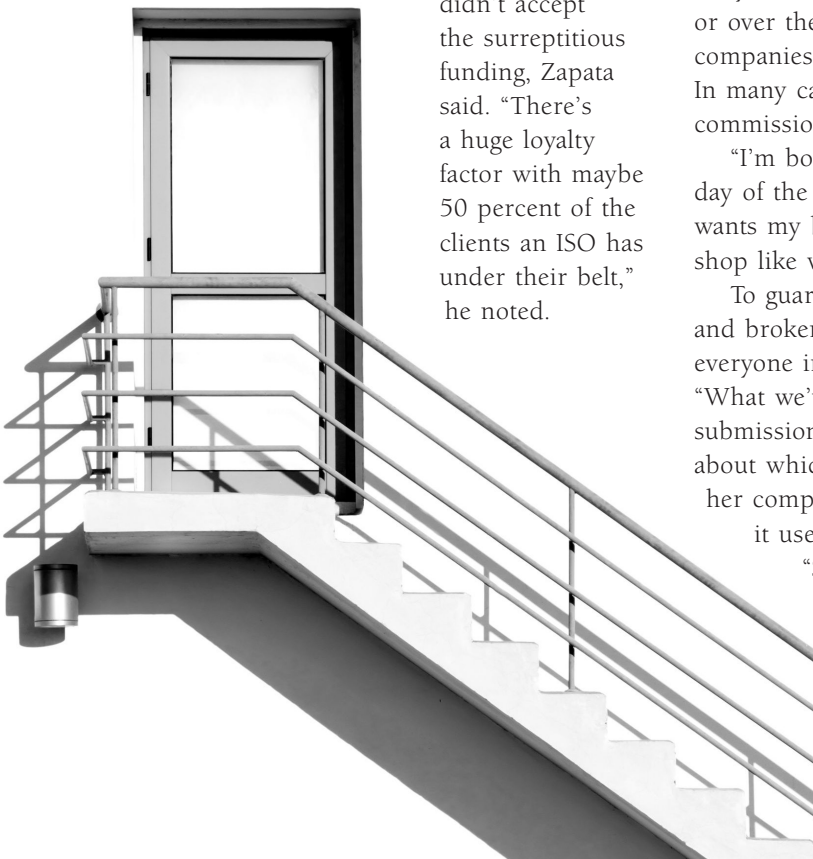 didn't accept
the surreptitious
funding, Zapata
said. “There's
a huge loyalty
factor with maybe
50 percent of the
clients an ISO has
under their belt,”
he noted.
or over the
companies
In many ca
commissio
“I'm bo
day of the
wants my
shop like
To guar
and broker
everyone i
“What we'
submission
about whic
her comp
it use